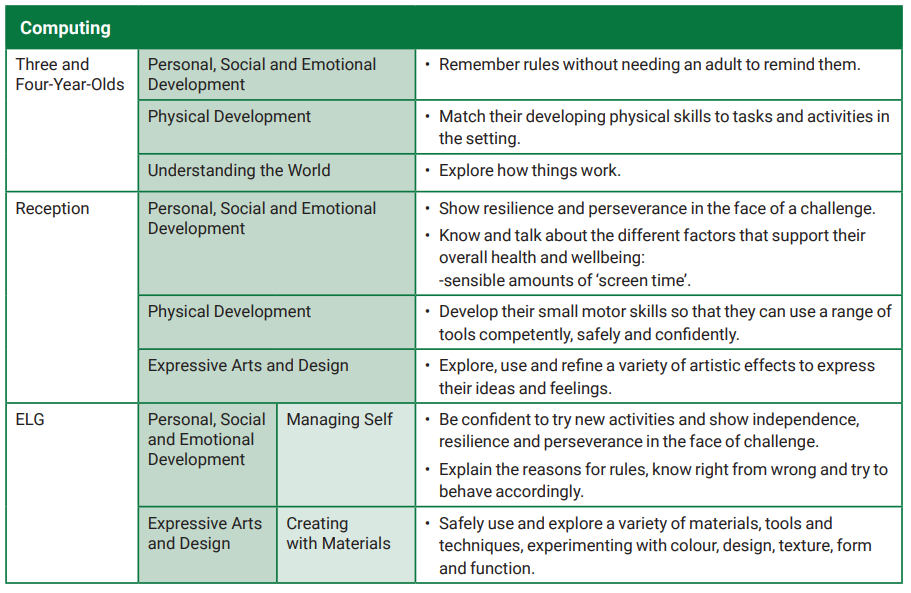 Computing
Three and
Four-Year-Olds
Personal, Social and Emotional
Development
• Remember rules without needing an adult to remind them.
Physical Development
• Match their developing physical skills to tasks and activities in
the setting.
Understanding the World
• Explore how things work.
Reception
Personal, Social and Emotional
Development
• Show resilience and perseverance in the face of a challenge.
• Know and talk about the different factors that support their
overall health and wellbeing:
-sensible amounts of ‘screen time’.
Physical Development
• Develop their small motor skills so that they can use a range of
tools competently, safely and confidently.
Expressive Arts and Design
• Explore, use and refine a variety of artistic effects to express
their ideas and feelings.
ELG
Personal, Social
and Emotional
Development
Managing Self
• Be confident to try new activities and show independence,
resilience and perseverance in the face of challenge.
• Explain the reasons for rules, know right from wrong and try to
behave accordingly.
Expressive Arts
and Design
Creating
with Materials
• Safely use and explore a variety of materials, tools and
techniques, experimenting with colour, design, texture, form
and function.